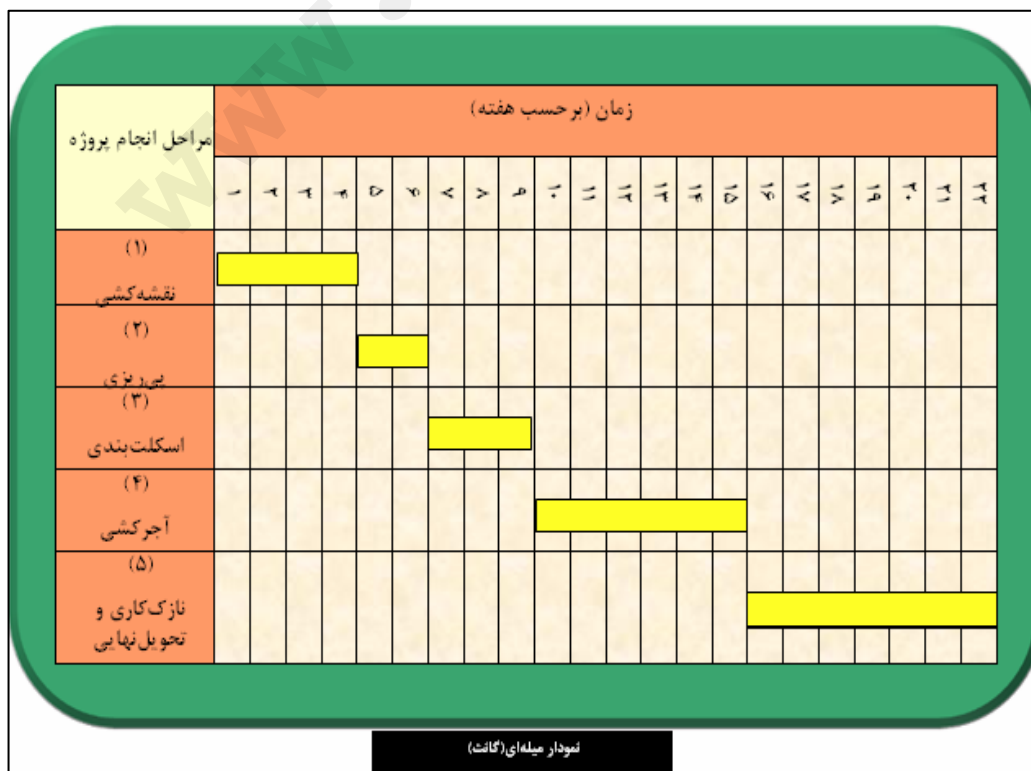 مراحل انجام پروژه
زمان (برحسب هفته)
۱ ۲ ۳ ۴ ۵ ۶ ۷ ۸ ۹ ۱۰ ۱۱ ۱۲ ۱۳ ۱۴ ۱۵ ۱۶ ۱۷ ۱۸ ۱۹ ۲۰ ۲۱ ۲۲
(۱)
نقشه‌کشی
(۲)
پی‌ریزی
(۳)
اسکلت‌بندی
(۴)
آجرکشی
(۵)
نازک‌کاری و
تحویل‌نهایی
نمودار میله‌ای(گانت)
www.